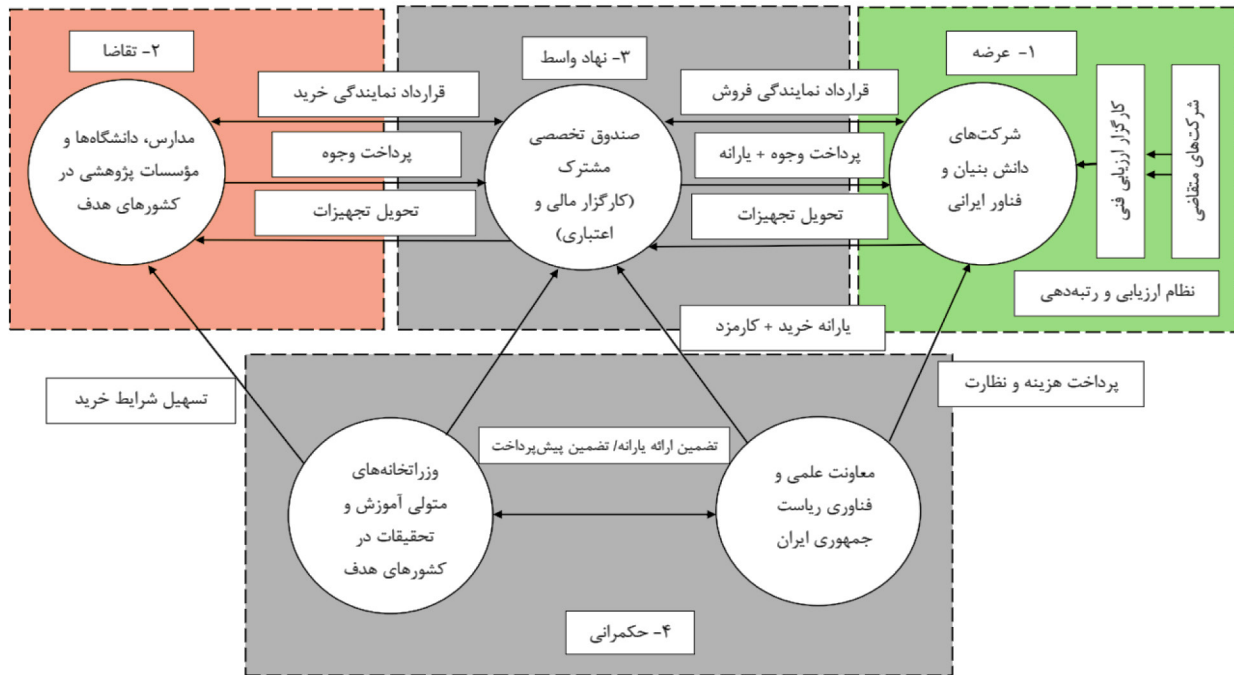 ۱- عرضه
شرکت‌های
دانش بنیان و
فناور ایرانی
کارگزار ارزیابی فنی
شرکت‌های متقاضی
نظام ارزیابی و رتبه‌دهی
۳- نهاد واسط
صندوق تخصصی
مشترک
(کارگزار مالی و
اعتباری)
قرارداد نمایندگی فروش
پرداخت وجوه + یارانه
تحویل تجهیزات
۲- تقاضا
مدارس، دانشگاه‌ها و
مؤسسات پژوهشی در
کشورهای هدف
قرارداد نمایندگی خرید
پرداخت وجوه
تحویل تجهیزات
یارانه خرید + کارمزد
پرداخت هزینه و نظارت
تسهیل شرایط خرید
تضمین ارائه یارانه/ تضمین پیش‌پرداخت
معاونت علمی و
فناوری ریاست
جمهوری ایران
وزراتخانه‌های
متولی آموزش و
تحقیقات در
کشورهای هدف
۴- حکمرانی